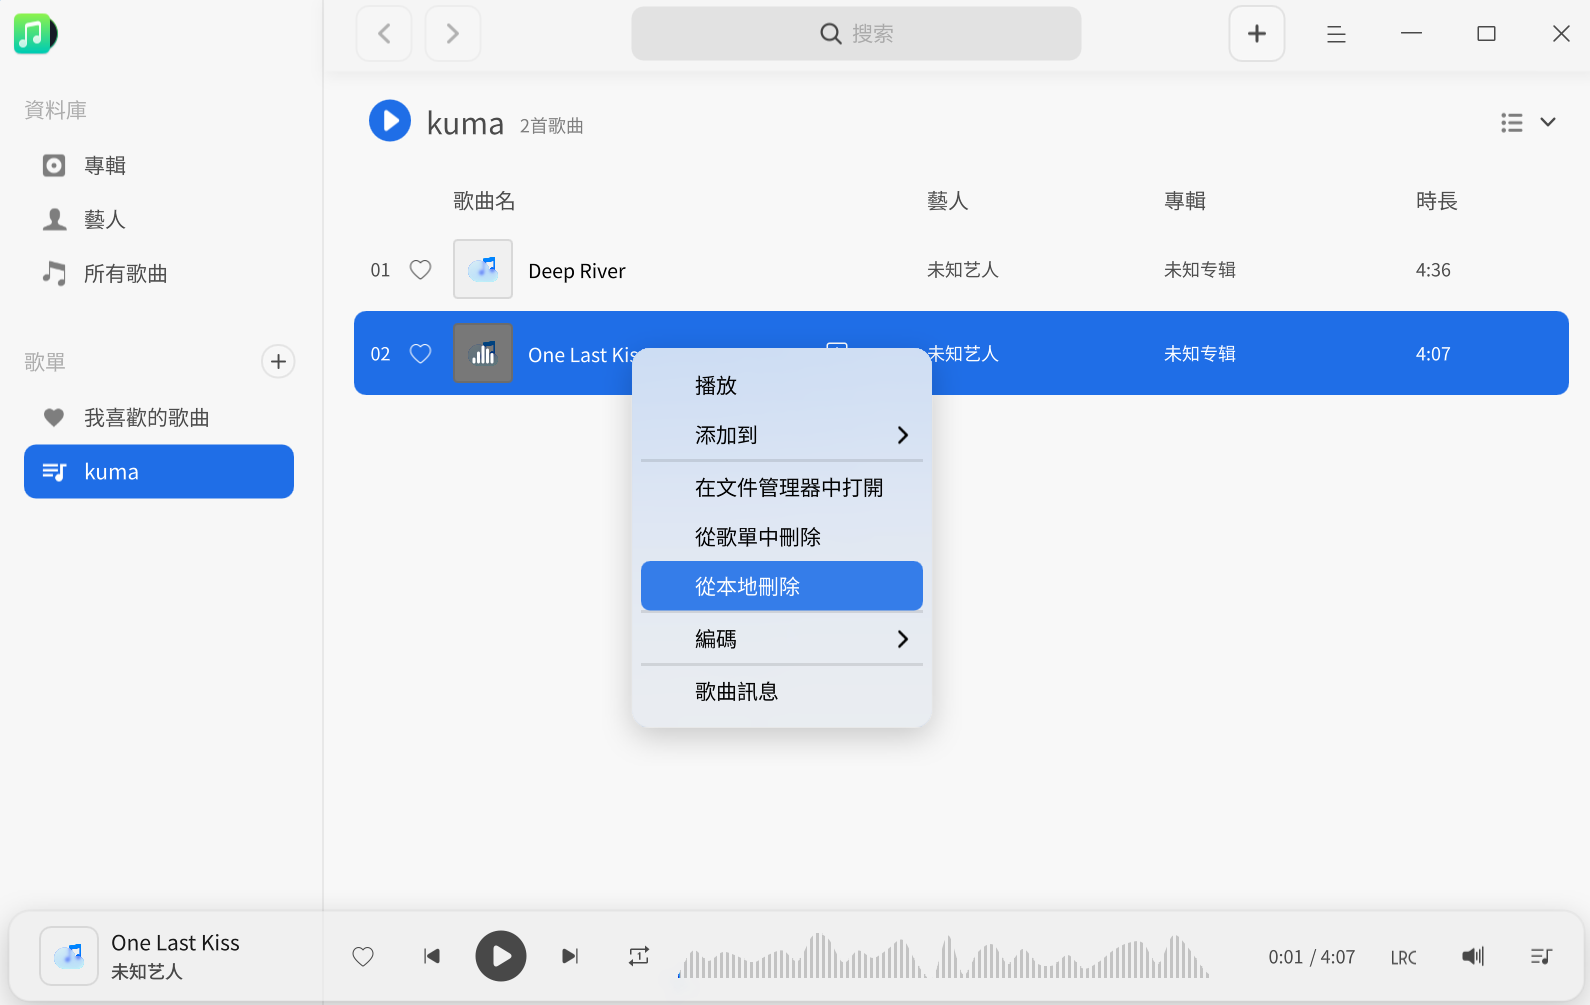 搜索
資料庫
專輯
藝人
所有歌曲
歌單
我喜歡的歌曲
kuma
kuma 2首歌曲
歌曲名 藝人 專輯 時長
01 Deep River 未知艺人 未知专辑 4:36
02 One Last Kis 未知艺人 未知专辑 4:07
播放
添加到
在文件管理器中打開
從歌單中刪除
從本地刪除
編碼
歌曲訊息
One Last Kiss
未知艺人
1
0:01 / 4:07 LRC